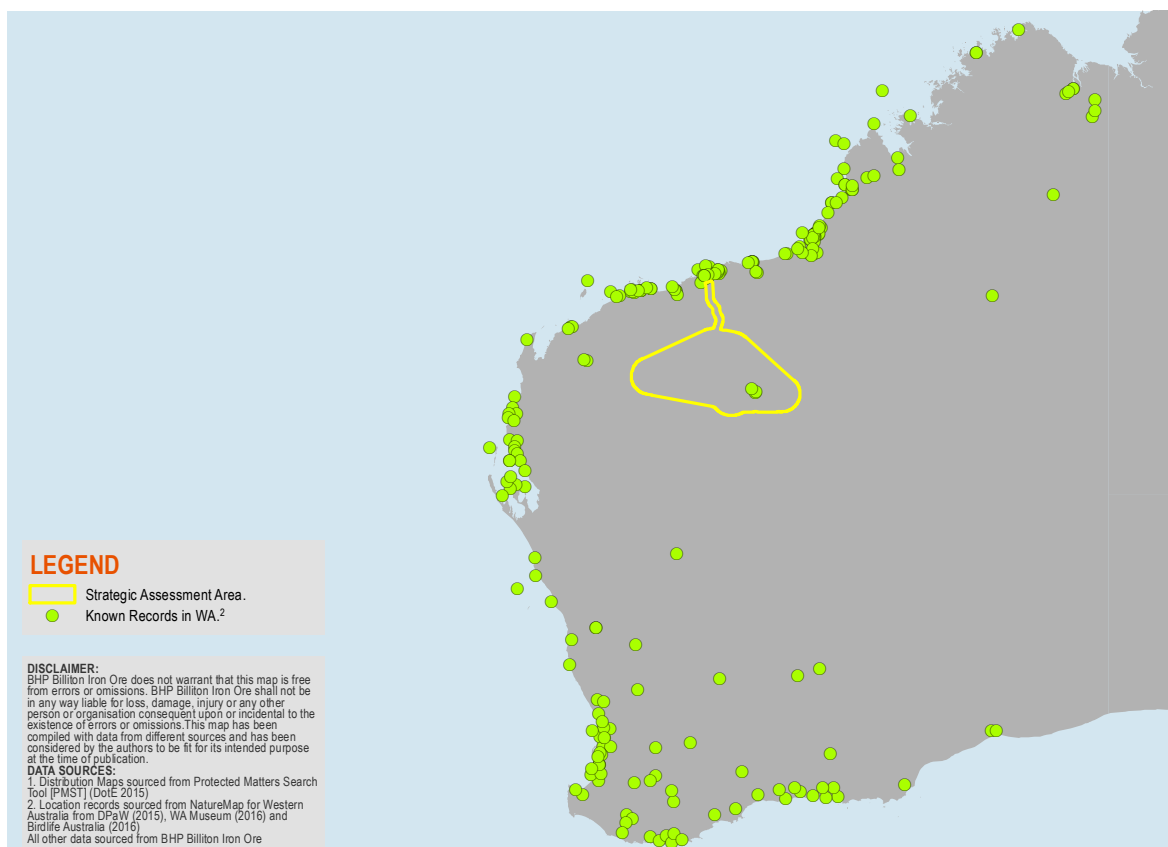 LEGEND
Strategic Assessment Area.
Known Records in WA.²
DISCLAIMER:
BHP Billiton Iron Ore does not warrant that this map is free
from errors or omissions. BHP Billiton Iron Ore shall not be
in any way liable for loss, damage, injury or any other
person or organisation consequent upon or incidental to the
existence of errors or omissions.This map has been
compiled with data from different sources and has been
considered by the authors to be fit for its intended purpose
at the time of publication.
DATA SOURCES:
1. Distribution Maps sourced from Protected Matters Search
Tool [PMST] (DotE 2015)
2. Location records sourced from NatureMap for Western
Australia from DPaW (2015), WA Museum (2016) and
Birdlife Australia (2016)
All other data sourced from BHP Billiton Iron Ore